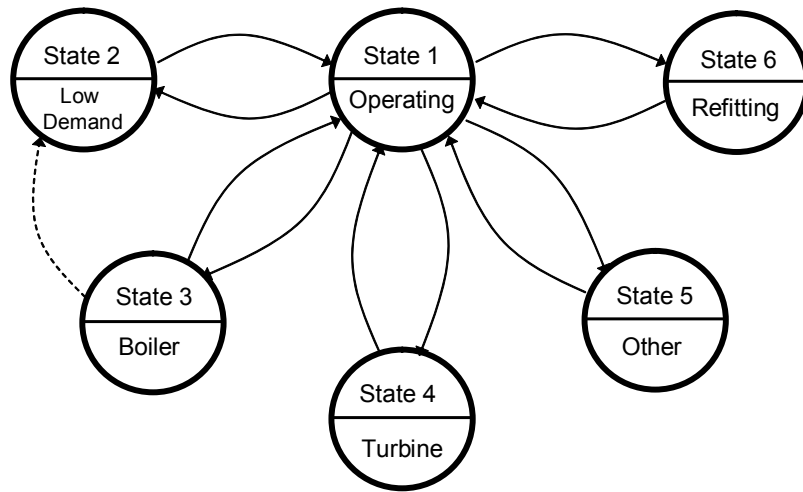 State 2
Low
Demand
State 1
Operating
State 6
Refitting
State 3
Boiler
State 4
Turbine
State 5
Other